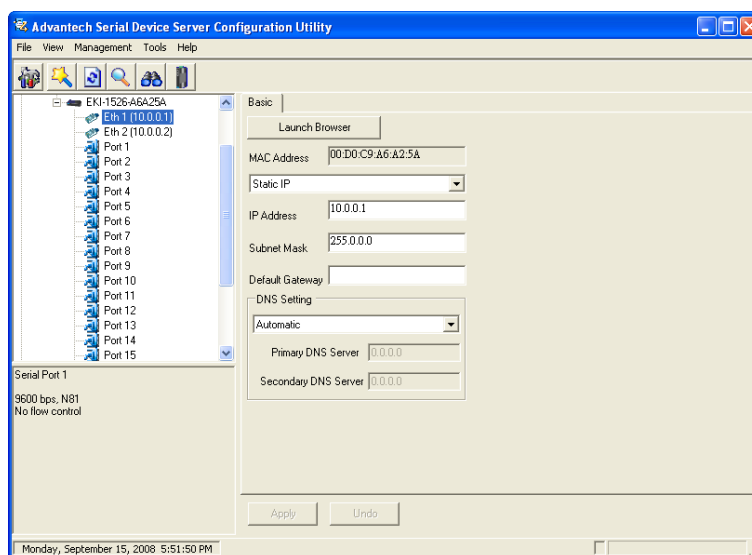 Advantech Serial Device Server Configuration Utility
File View Management Tools Help
EKI-1526-A6A25A
Eth 1 (10.0.0.1)
Eth 2 (10.0.0.2)
Port 1
Port 2
Port 3
Port 4
Port 5
Port 6
Port 7
Port 8
Port 9
Port 10
Port 11
Port 12
Port 13
Port 14
Port 15
Serial Port 1
9600 bps, N81
No flow control
Basic
Launch Browser
MAC Address 00:D0:C9:A6:A2:5A
Static IP
IP Address 10.0.0.1
Subnet Mask 255.0.0.0
Default Gateway
DNS Setting
Automatic
Primary DNS Server 0.0.0.0
Secondary DNS Server 0.0.0.0
Apply Undo
Monday, September 15, 2008 5:51:50 PM